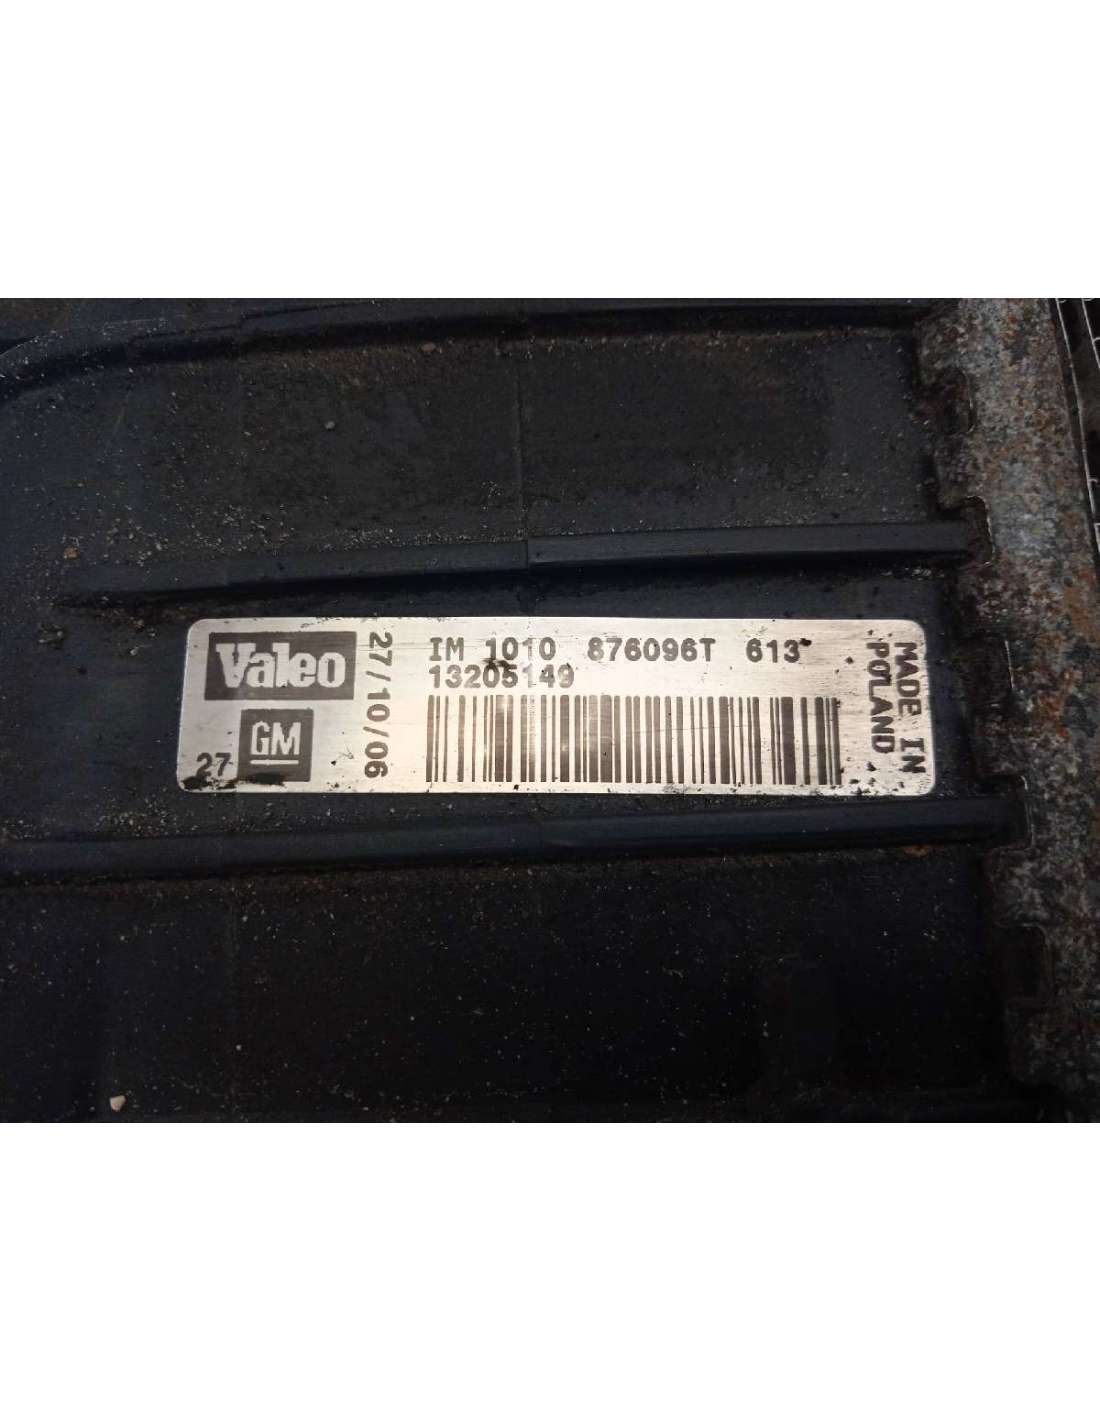 Valeo
GM
27
27/10/06
IM 1010 876096T 613
13205149
MADE IN
POLAND